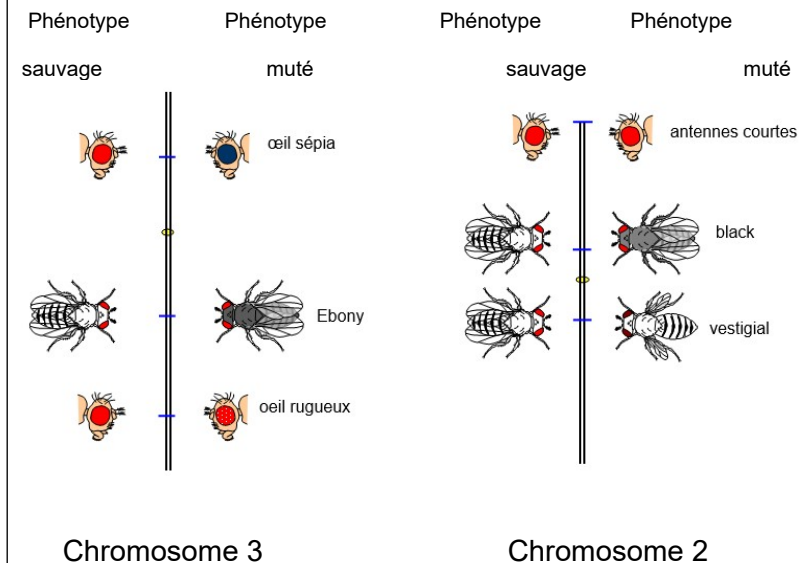 Phénotype Phénotype Phénotype Phénotype
sauvage muté sauvage muté
antennes courtes
œil sépia
black
Ebony
vestigial
oeil rugueux
Chromosome 3 Chromosome 2